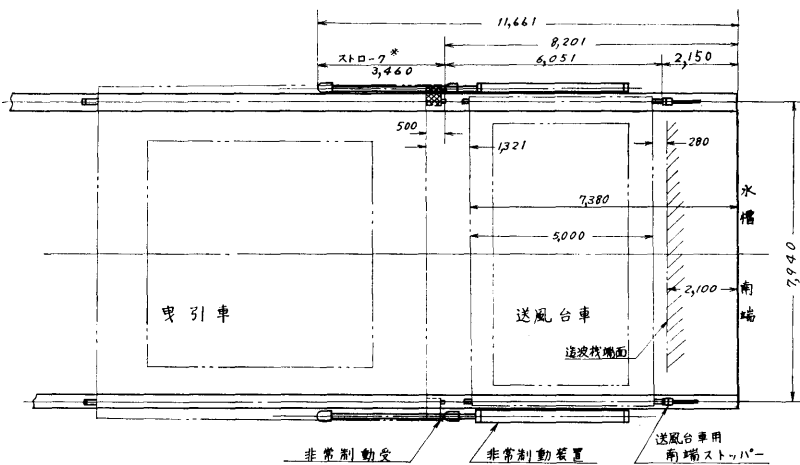 11,661
8,201
ストローク*
6,051
2,150
3,460
500
1,321
280
7,380
水槽南端
5,000
7,940
2,100
曳引車
送風台車
造波機端面
非常制動受
非常制動装置
送風台車用
南端ストッパー